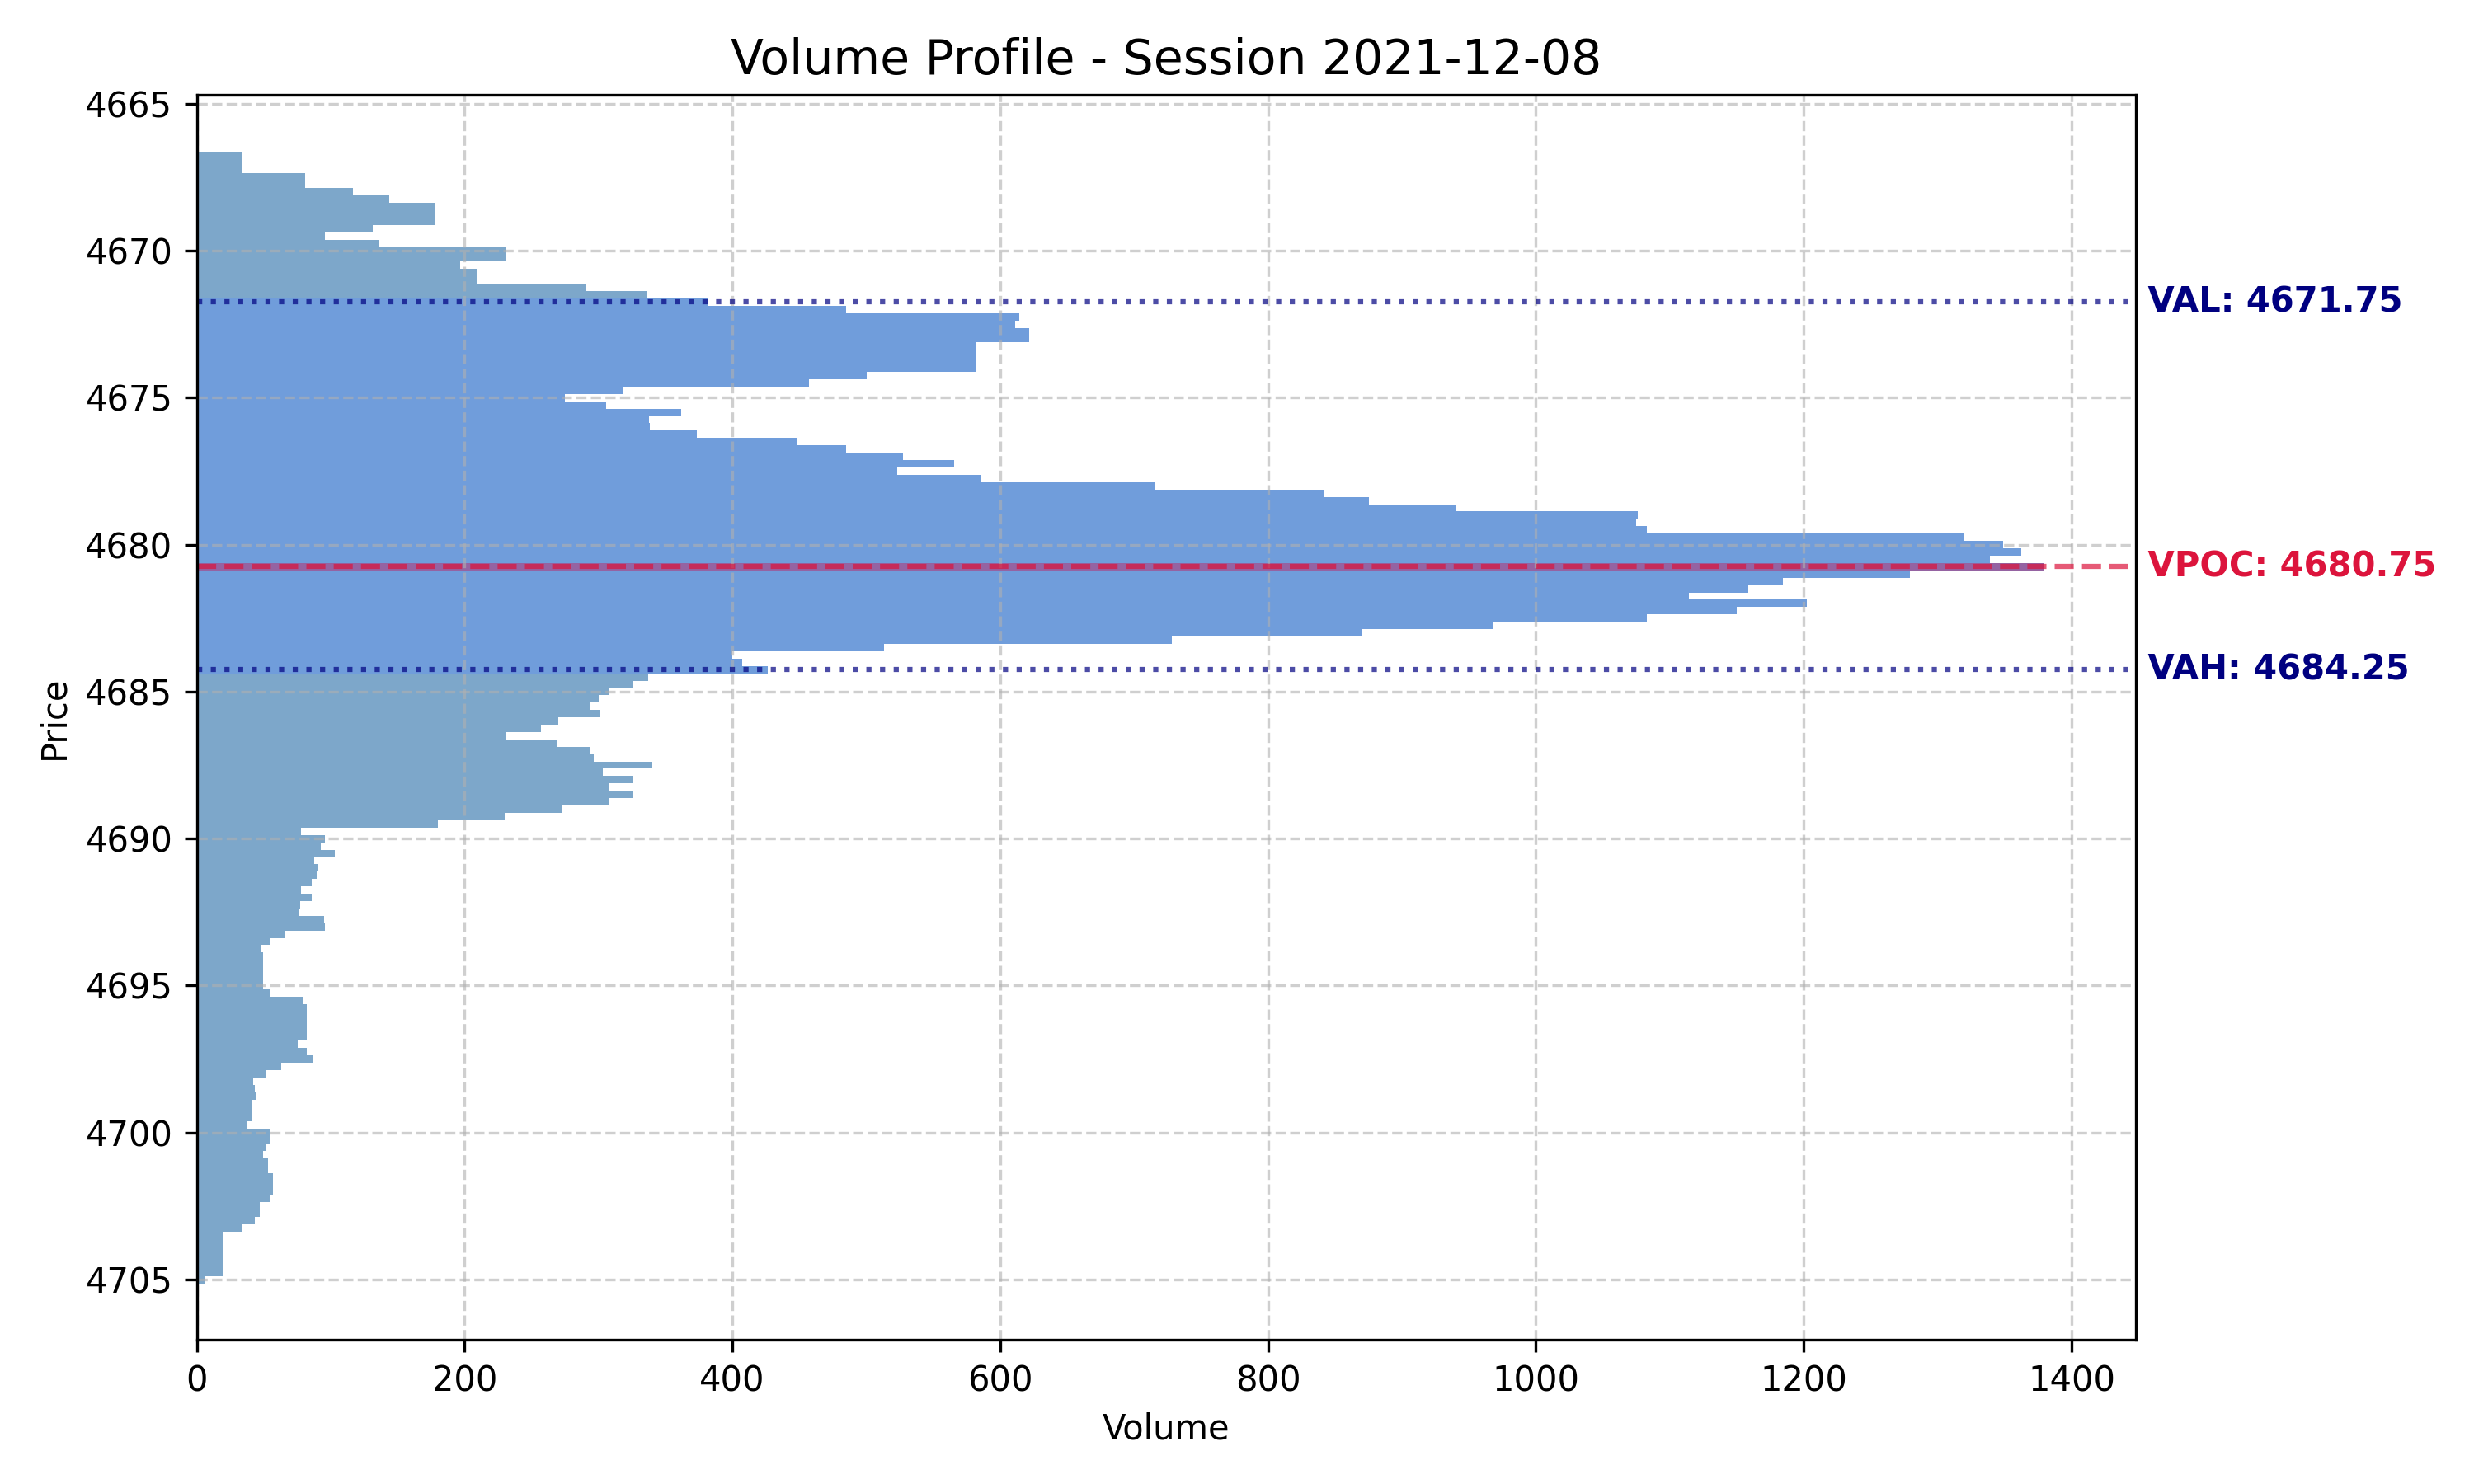 Volume Profile - Session 2021-12-08
4665
4670
VAL: 4671.75
4675
4680
VPOC: 4680.75
VAH: 4684.25
4685
Price
4690
4695
4700
4705
0 200 400 600 800 1000 1200 1400
Volume